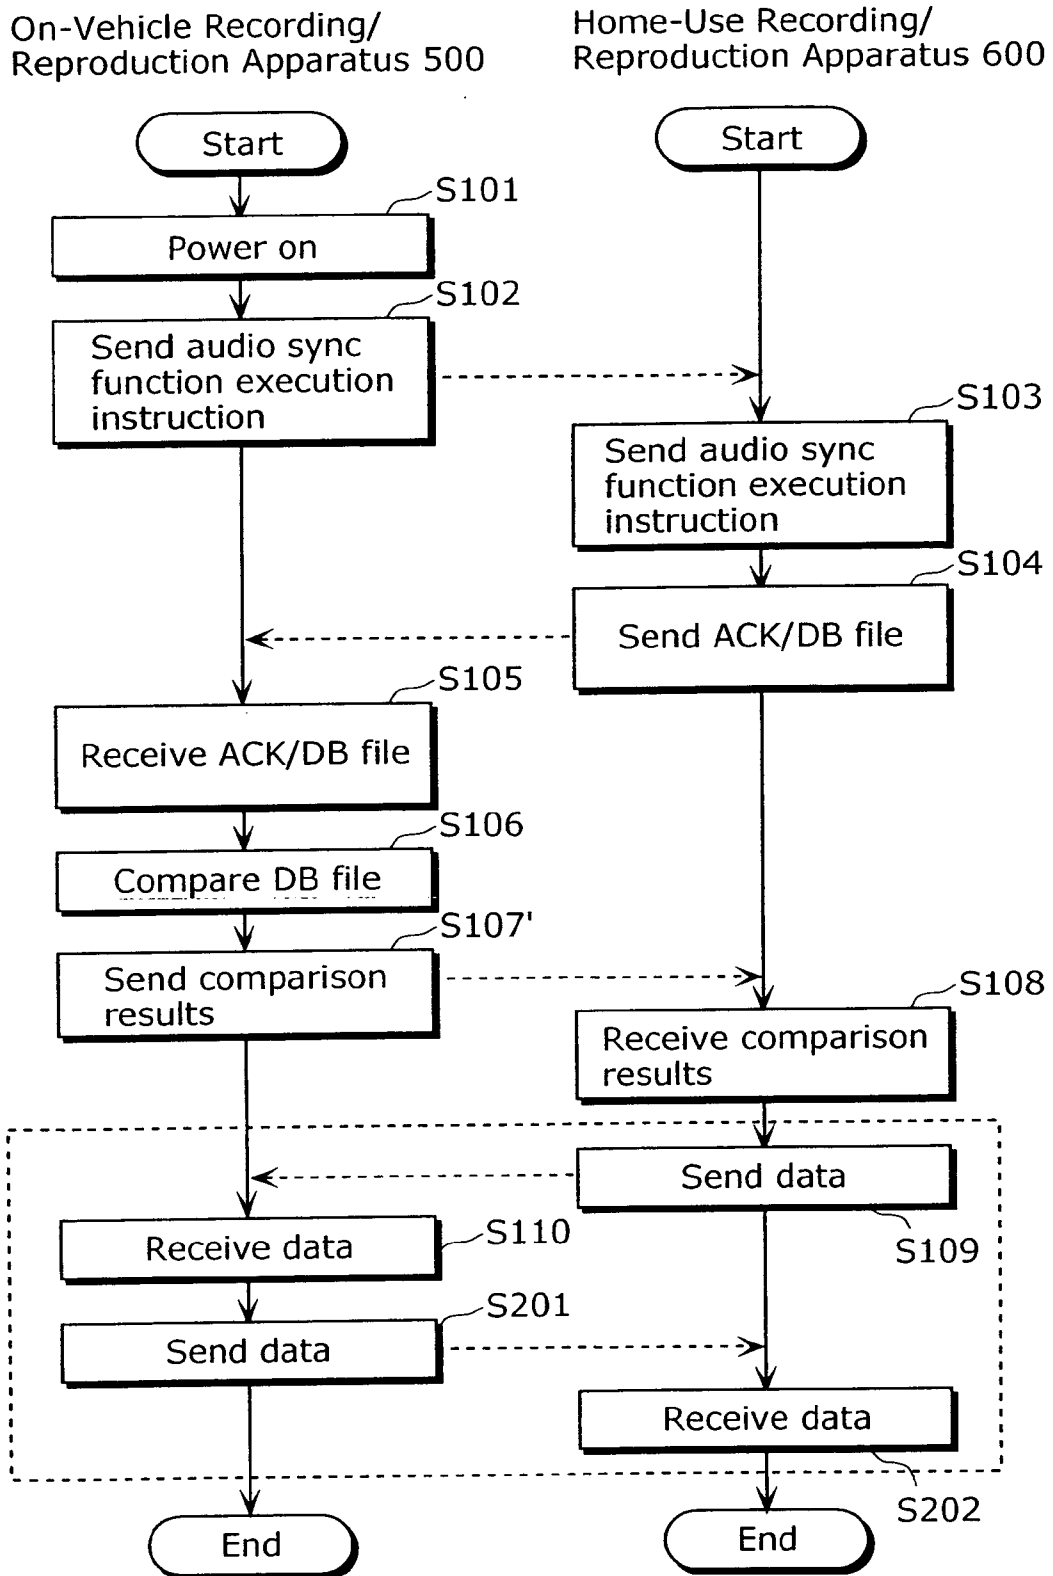 On-Vehicle Recording/
Reproduction Apparatus 500
Home-Use Recording/
Reproduction Apparatus 600
Start
Start
S101
Power on
S102
Send audio sync
function execution
instruction
S103
Send audio sync
function execution
instruction
S104
Send ACK/DB file
S105
Receive ACK/DB file
S106
Compare DB file
S107'
Send comparison
results
S108
Receive comparison
results
Send data
S109
S110
Receive data
S201
Send data
Receive data
S202
End
End